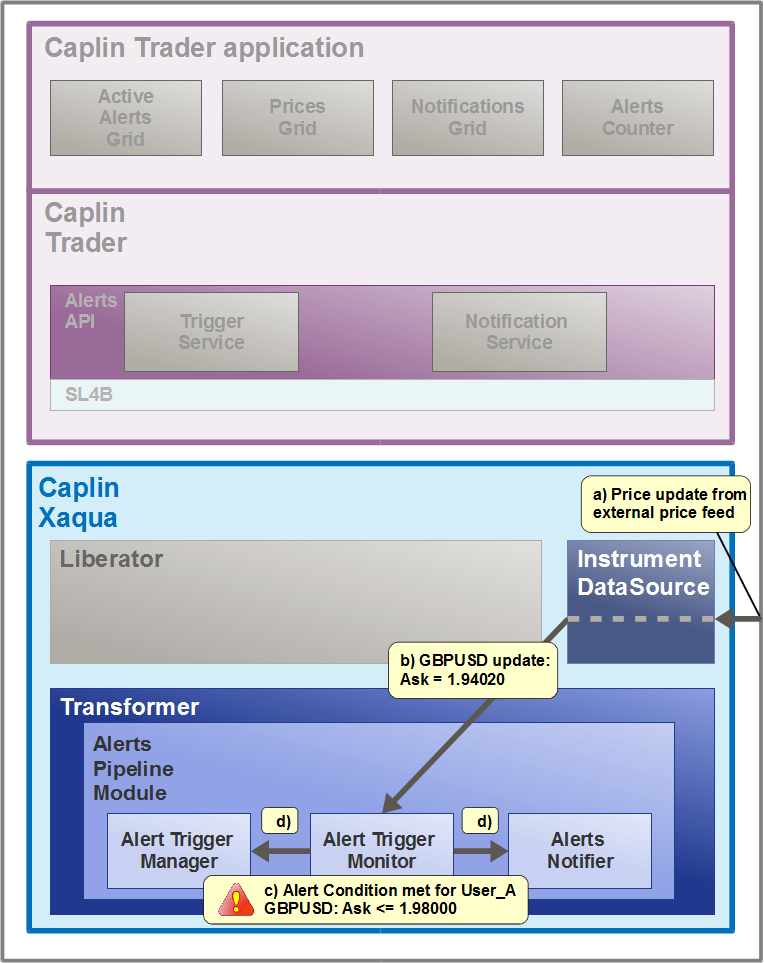 Caplin Trader application
Active
Alerts
Grid
Prices
Grid
Notifications
Grid
Alerts
Counter
Caplin
Trader
Alerts
API
Trigger
Service
Notification
Service
SL4B
Caplin
Xaqua
a) Price update from
external price feed
Liberator
Instrument
DataSource
b) GBPUSD update:
Ask = 1.94020
Transformer
Alerts
Pipeline
Module
d)
d)
Alert Trigger
Manager
Alert Trigger
Monitor
Alerts
Notifier
c) Alert Condition met for User_A
GBPUSD: Ask <= 1.98000